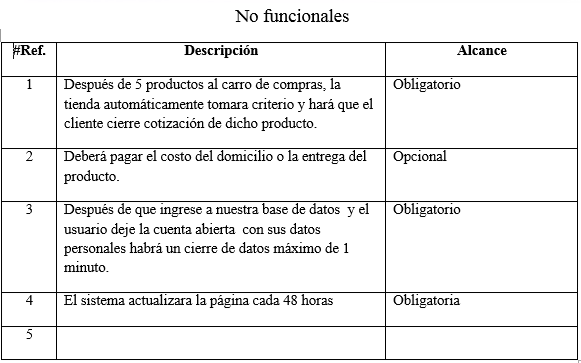 No funcionales
#Ref. Descripción Alcance
1 Después de 5 productos al carro de compras, la Obligatorio
tienda automáticamente tomara criterio y hará que el
cliente cierre cotización de dicho producto.
2 Deberá pagar el costo del domicilio o la entrega del Opcional
producto.
3 Después de que ingrese a nuestra base de datos y el Obligatorio
usuario deje la cuenta abierta con sus datos
personales habrá un cierre de datos máximo de 1
minuto.
4 El sistema actualizara la página cada 48 horas Obligatoria
5